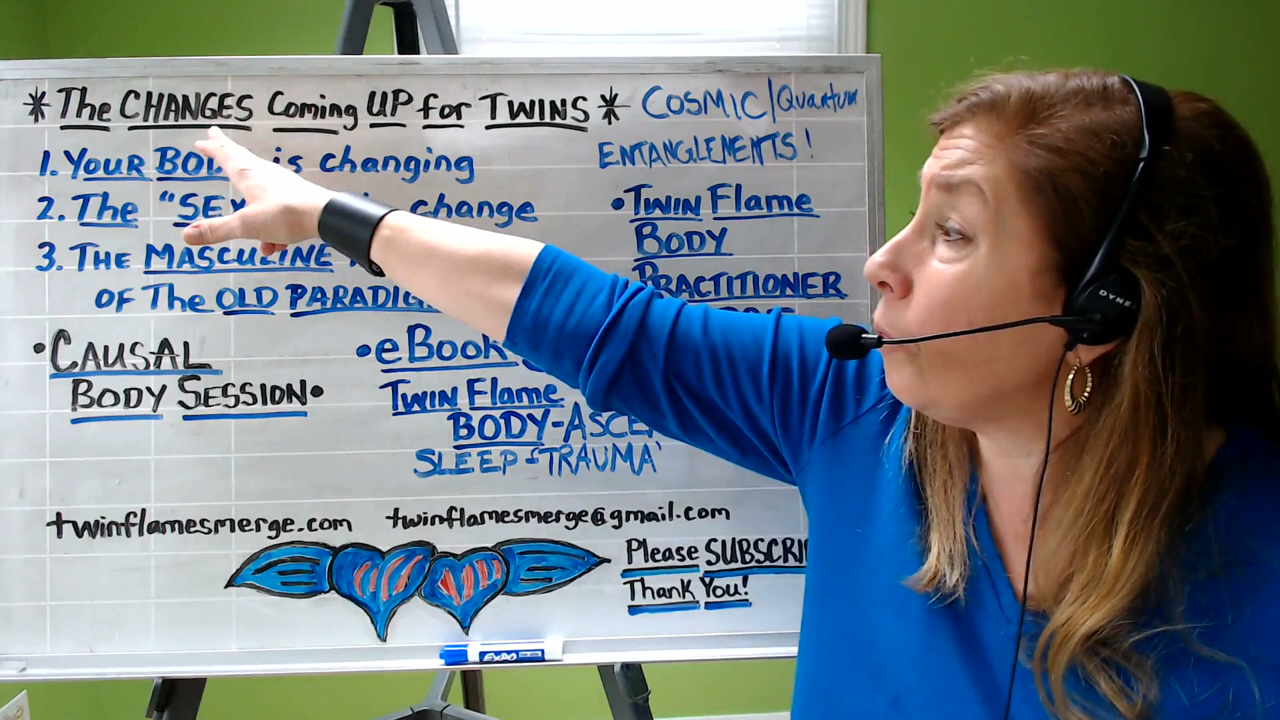 * The CHANGES Coming UP for TWINS *
COSMIC/Quantum
ENTANGLEMENTS!
1. YOUR is changing
2. The change
3. THE MASCULINE
OF The OLD
• CAUSAL
BODY SESSION •
• eBook
TWIN Flame
BODY-
SLEEP-'TRAUMA'
• TWIN Flame
BODY
PRACTITIONER
twinflamesmerge.com twinflamesmerge@gmail.com
Please
Thank You!
EXPO
DYNEX